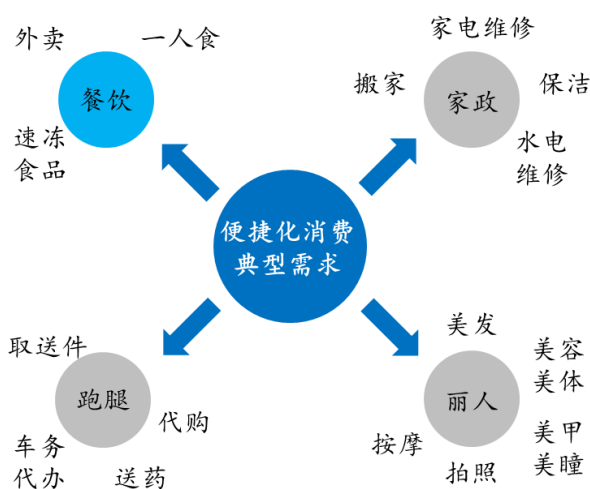 外卖
一人食
餐饮
速冻
食品
家电维修
搬家
家政
保洁
水电
维修
便捷化消费
典型需求
取送件
跑腿
代购
车务
代办
送药
美发
美容
美体
丽人
按摩
美甲
美瞳
拍照